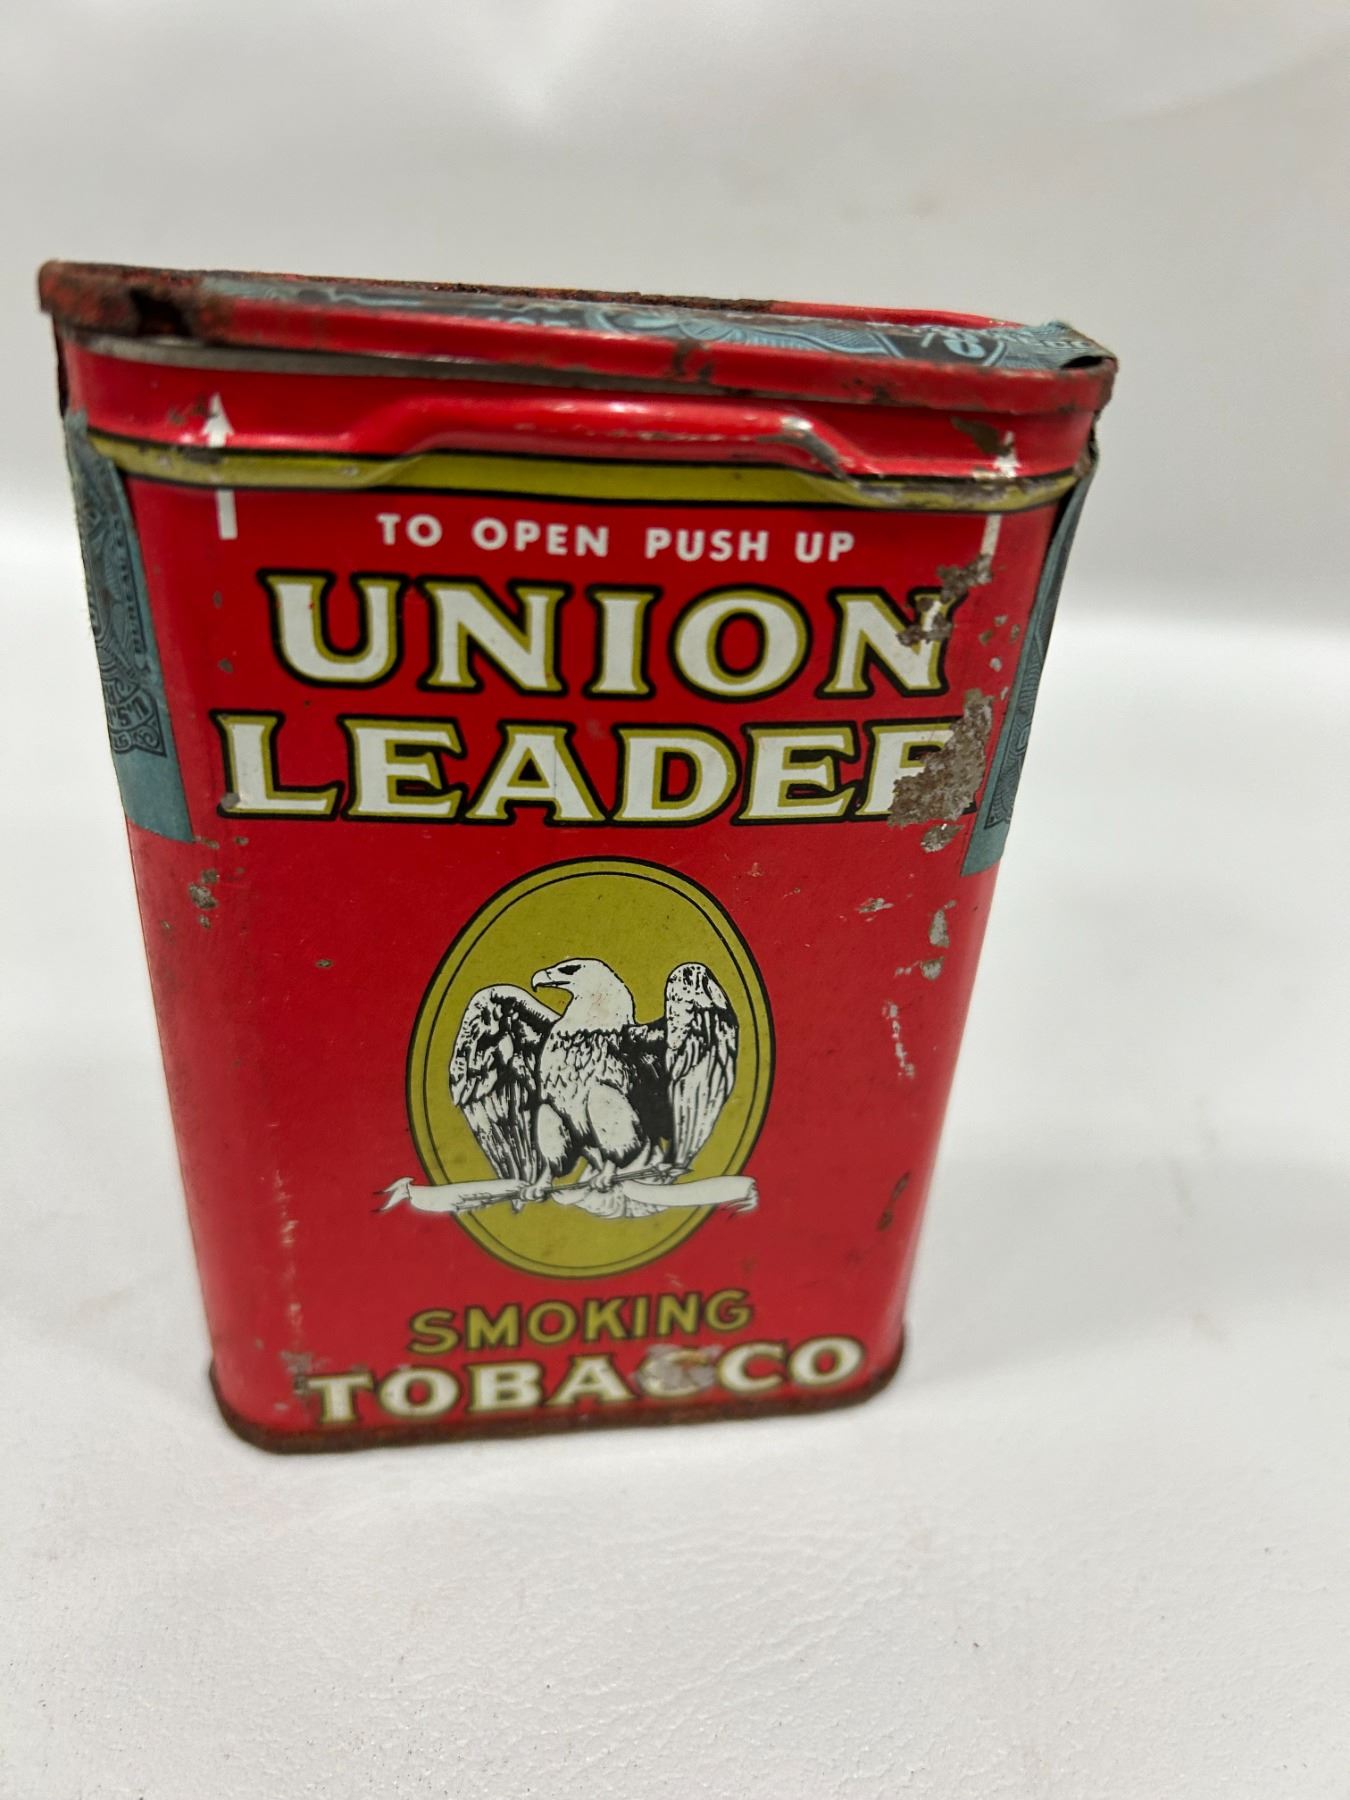 TO OPEN PUSH UP
UNION
LEADER
SMOKING
TOBACCO